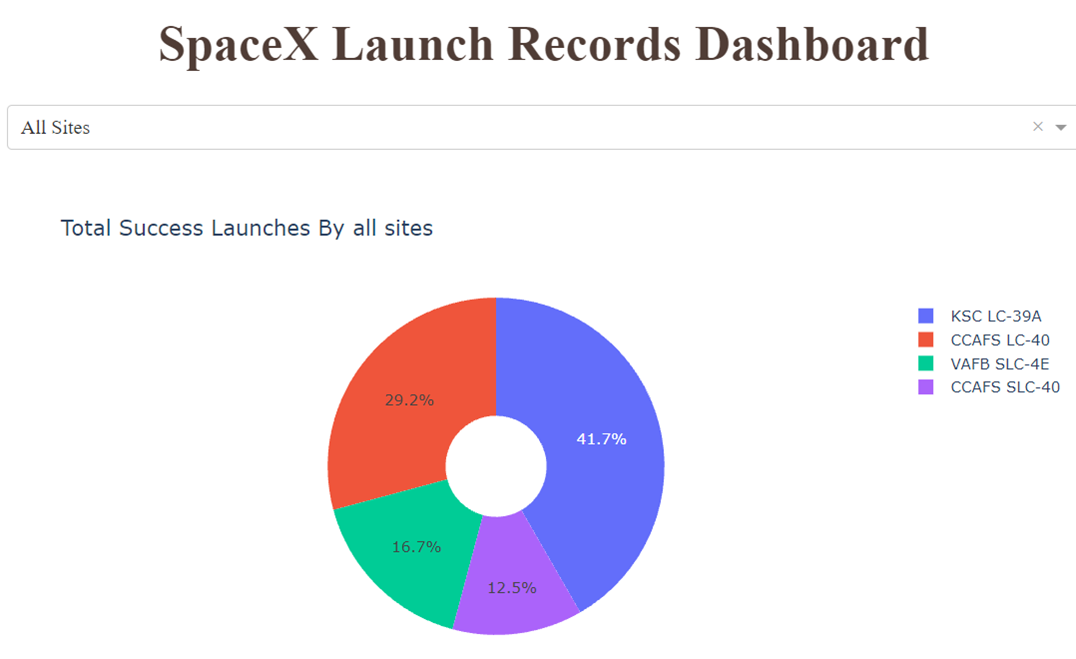 SpaceX Launch Records Dashboard
All Sites
Total Success Launches By all sites
KSC LC-39A
CCAFS LC-40
VAFB SLC-4E
CCAFS SLC-40
29.2%
41.7%
16.7%
12.5%